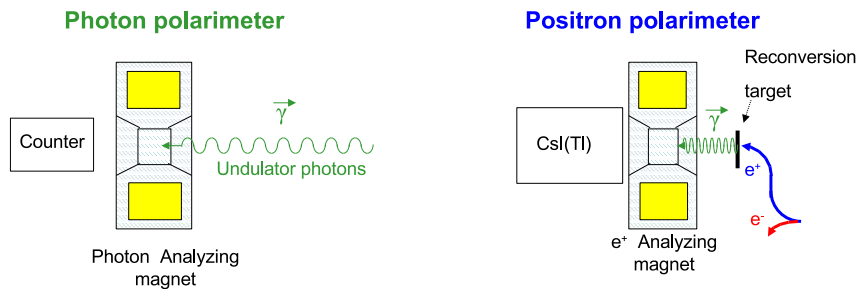 Photon polarimeter
Counter
γ
Undulator photons
Photon Analyzing
magnet
Positron polarimeter
Reconversion
target
γ
CsI(Tl)
e⁺
e⁻
e⁺ Analyzing
magnet